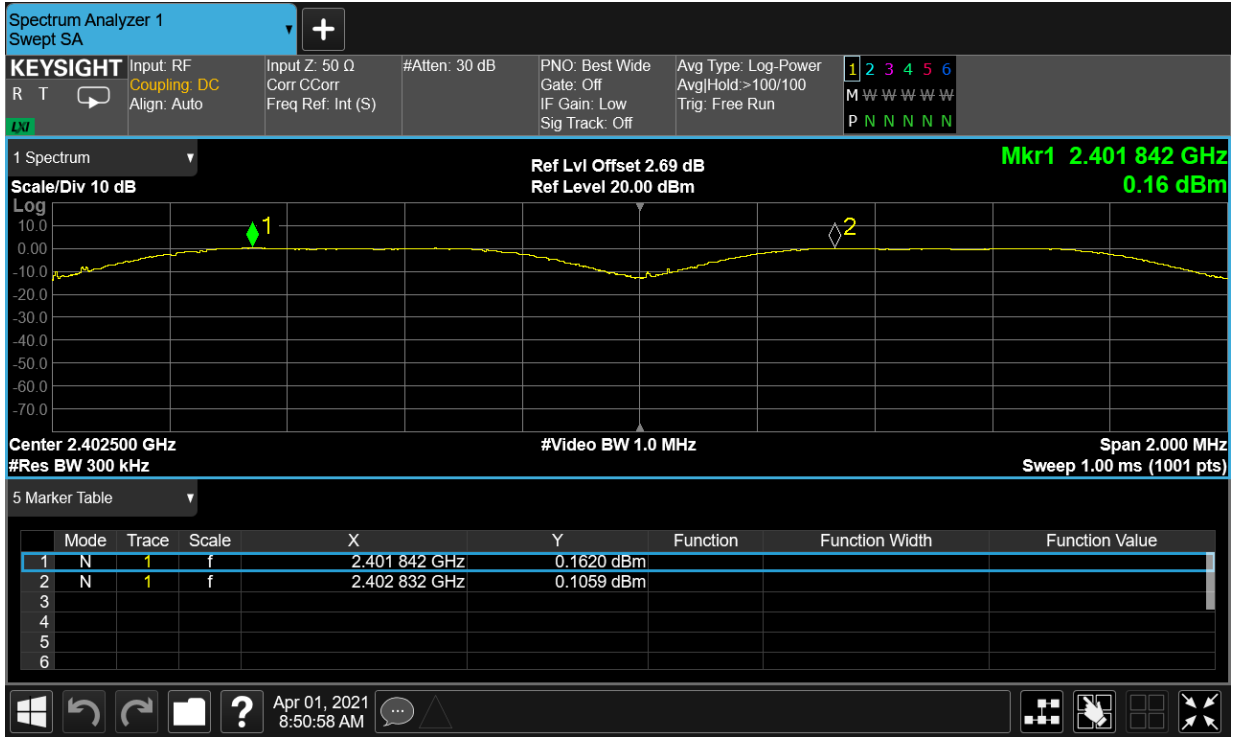 Spectrum Analyzer 1
Swept SA
KEYSIGHT
R T
LXI
Input: RF
Coupling: DC
Align: Auto
Input Z: 50 Ω
Corr CCorr
Freq Ref: Int (S)
#Atten: 30 dB
PNO: Best Wide
Gate: Off
IF Gain: Low
Sig Track: Off
Avg Type: Log-Power
Avg|Hold:>100/100
Trig: Free Run
1 2 3 4 5 6
M W W W W W
P N N N N N
1 Spectrum
Scale/Div 10 dB
Ref Lvl Offset 2.69 dB
Ref Level 20.00 dBm
Mkr1 2.401 842 GHz
0.16 dBm
Log
10.0
0.00
-10.0
-20.0
-30.0
-40.0
-50.0
-60.0
-70.0
1
2
Center 2.402500 GHz
#Res BW 300 kHz
#Video BW 1.0 MHz
Span 2.000 MHz
Sweep 1.00 ms (1001 pts)
5 Marker Table
Mode Trace Scale X Y Function Function Width Function Value
1 N 1 f 2.401 842 GHz 0.1620 dBm
2 N 1 f 2.402 832 GHz 0.1059 dBm
3
4
5
6
?
Apr 01, 2021
8:50:58 AM